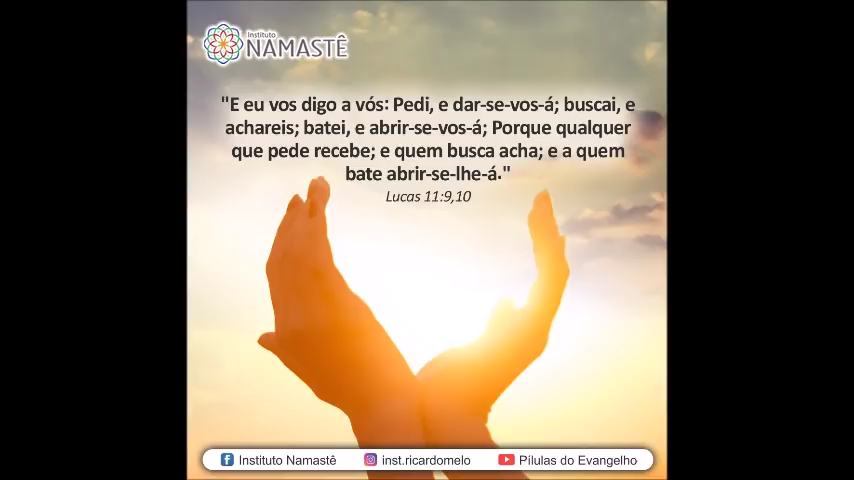 Instituto
NAMASTÊ
"E eu vos digo a vós: Pedi, e dar-se-vos-á; buscai, e
achareis; batei, e abrir-se-vos-á; Porque qualquer
que pede recebe; e quem busca acha; e a quem
bate abrir-se-lhe-á."
Lucas 11:9,10
Instituto Namastê inst.ricardomelo Pílulas do Evangelho